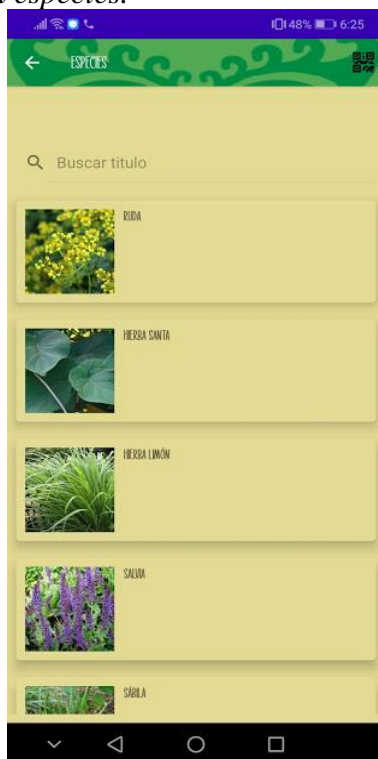 especies.
48% 6:25
ESPECIES
Buscar titulo
RUDA
HIERBA SANTA
HIERBA LIMÓN
SALVIA
SÁBILA